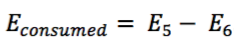 E_consumed = E_5 − E_6